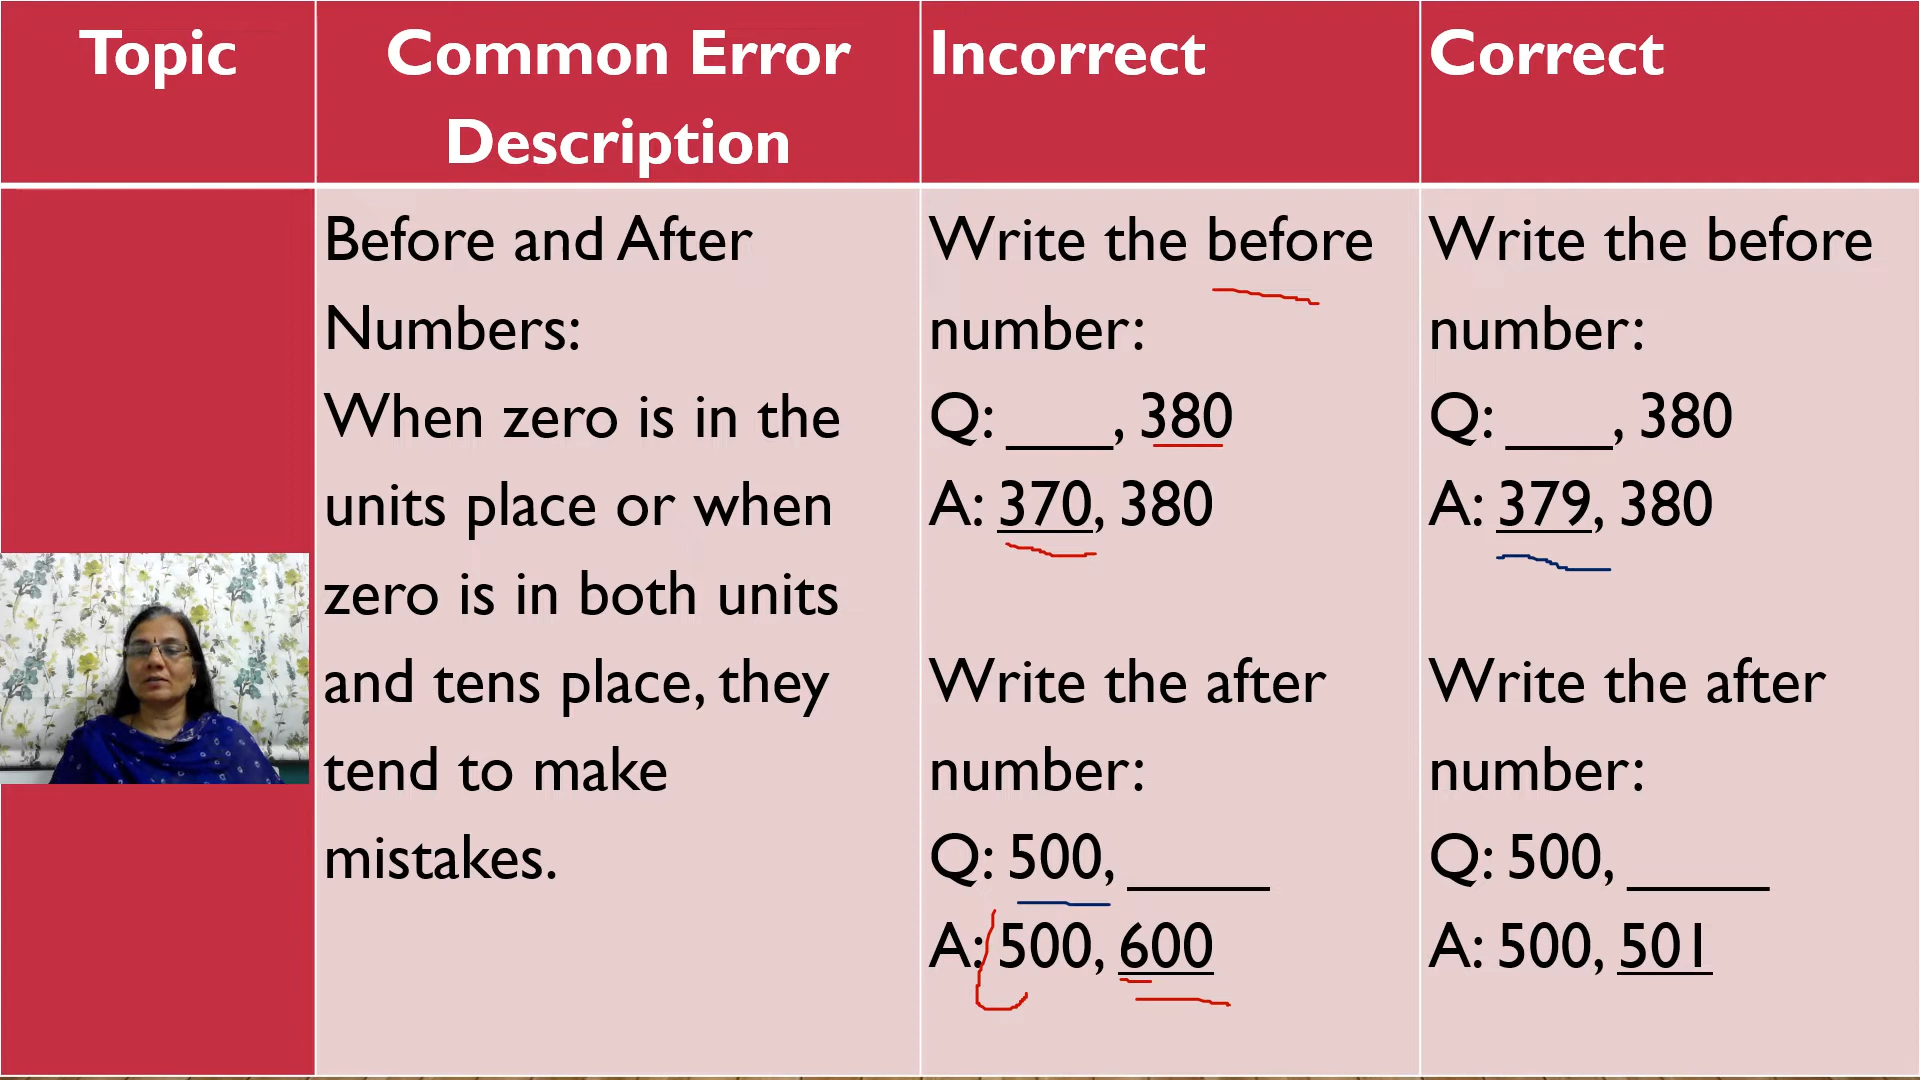 Topic
Common Error
Description
Incorrect
Correct
Before and After
Numbers:
When zero is in the
units place or when
zero is in both units
and tens place, they
tend to make
mistakes.
Write the before
number:
Q: ____, 380
A: 370, 380
Write the after
number:
Q: 500, _____
A: 500, 600
Write the before
number:
Q: ____, 380
A: 379, 380
Write the after
number:
Q: 500, _____
A: 500, 501